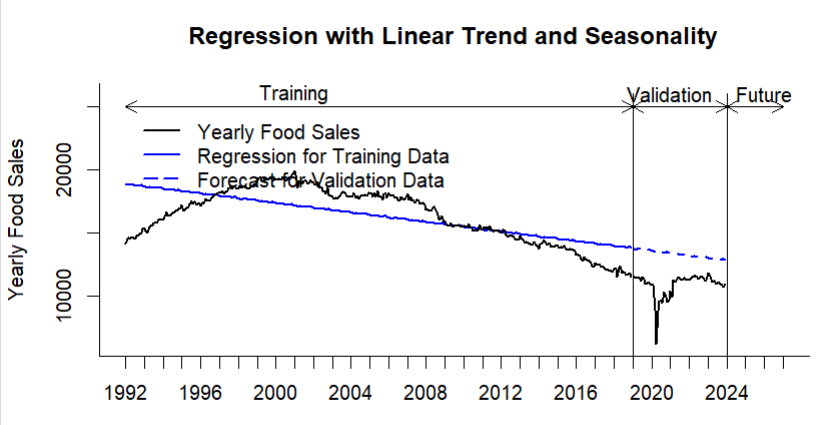 Regression with Linear Trend and Seasonality
Training
Validation
Future
Yearly Food Sales
Regression for Training Data
Forecast for Validation Data
Yearly Food Sales
20000
10000
1992
1996
2000
2004
2008
2012
2016
2020
2024